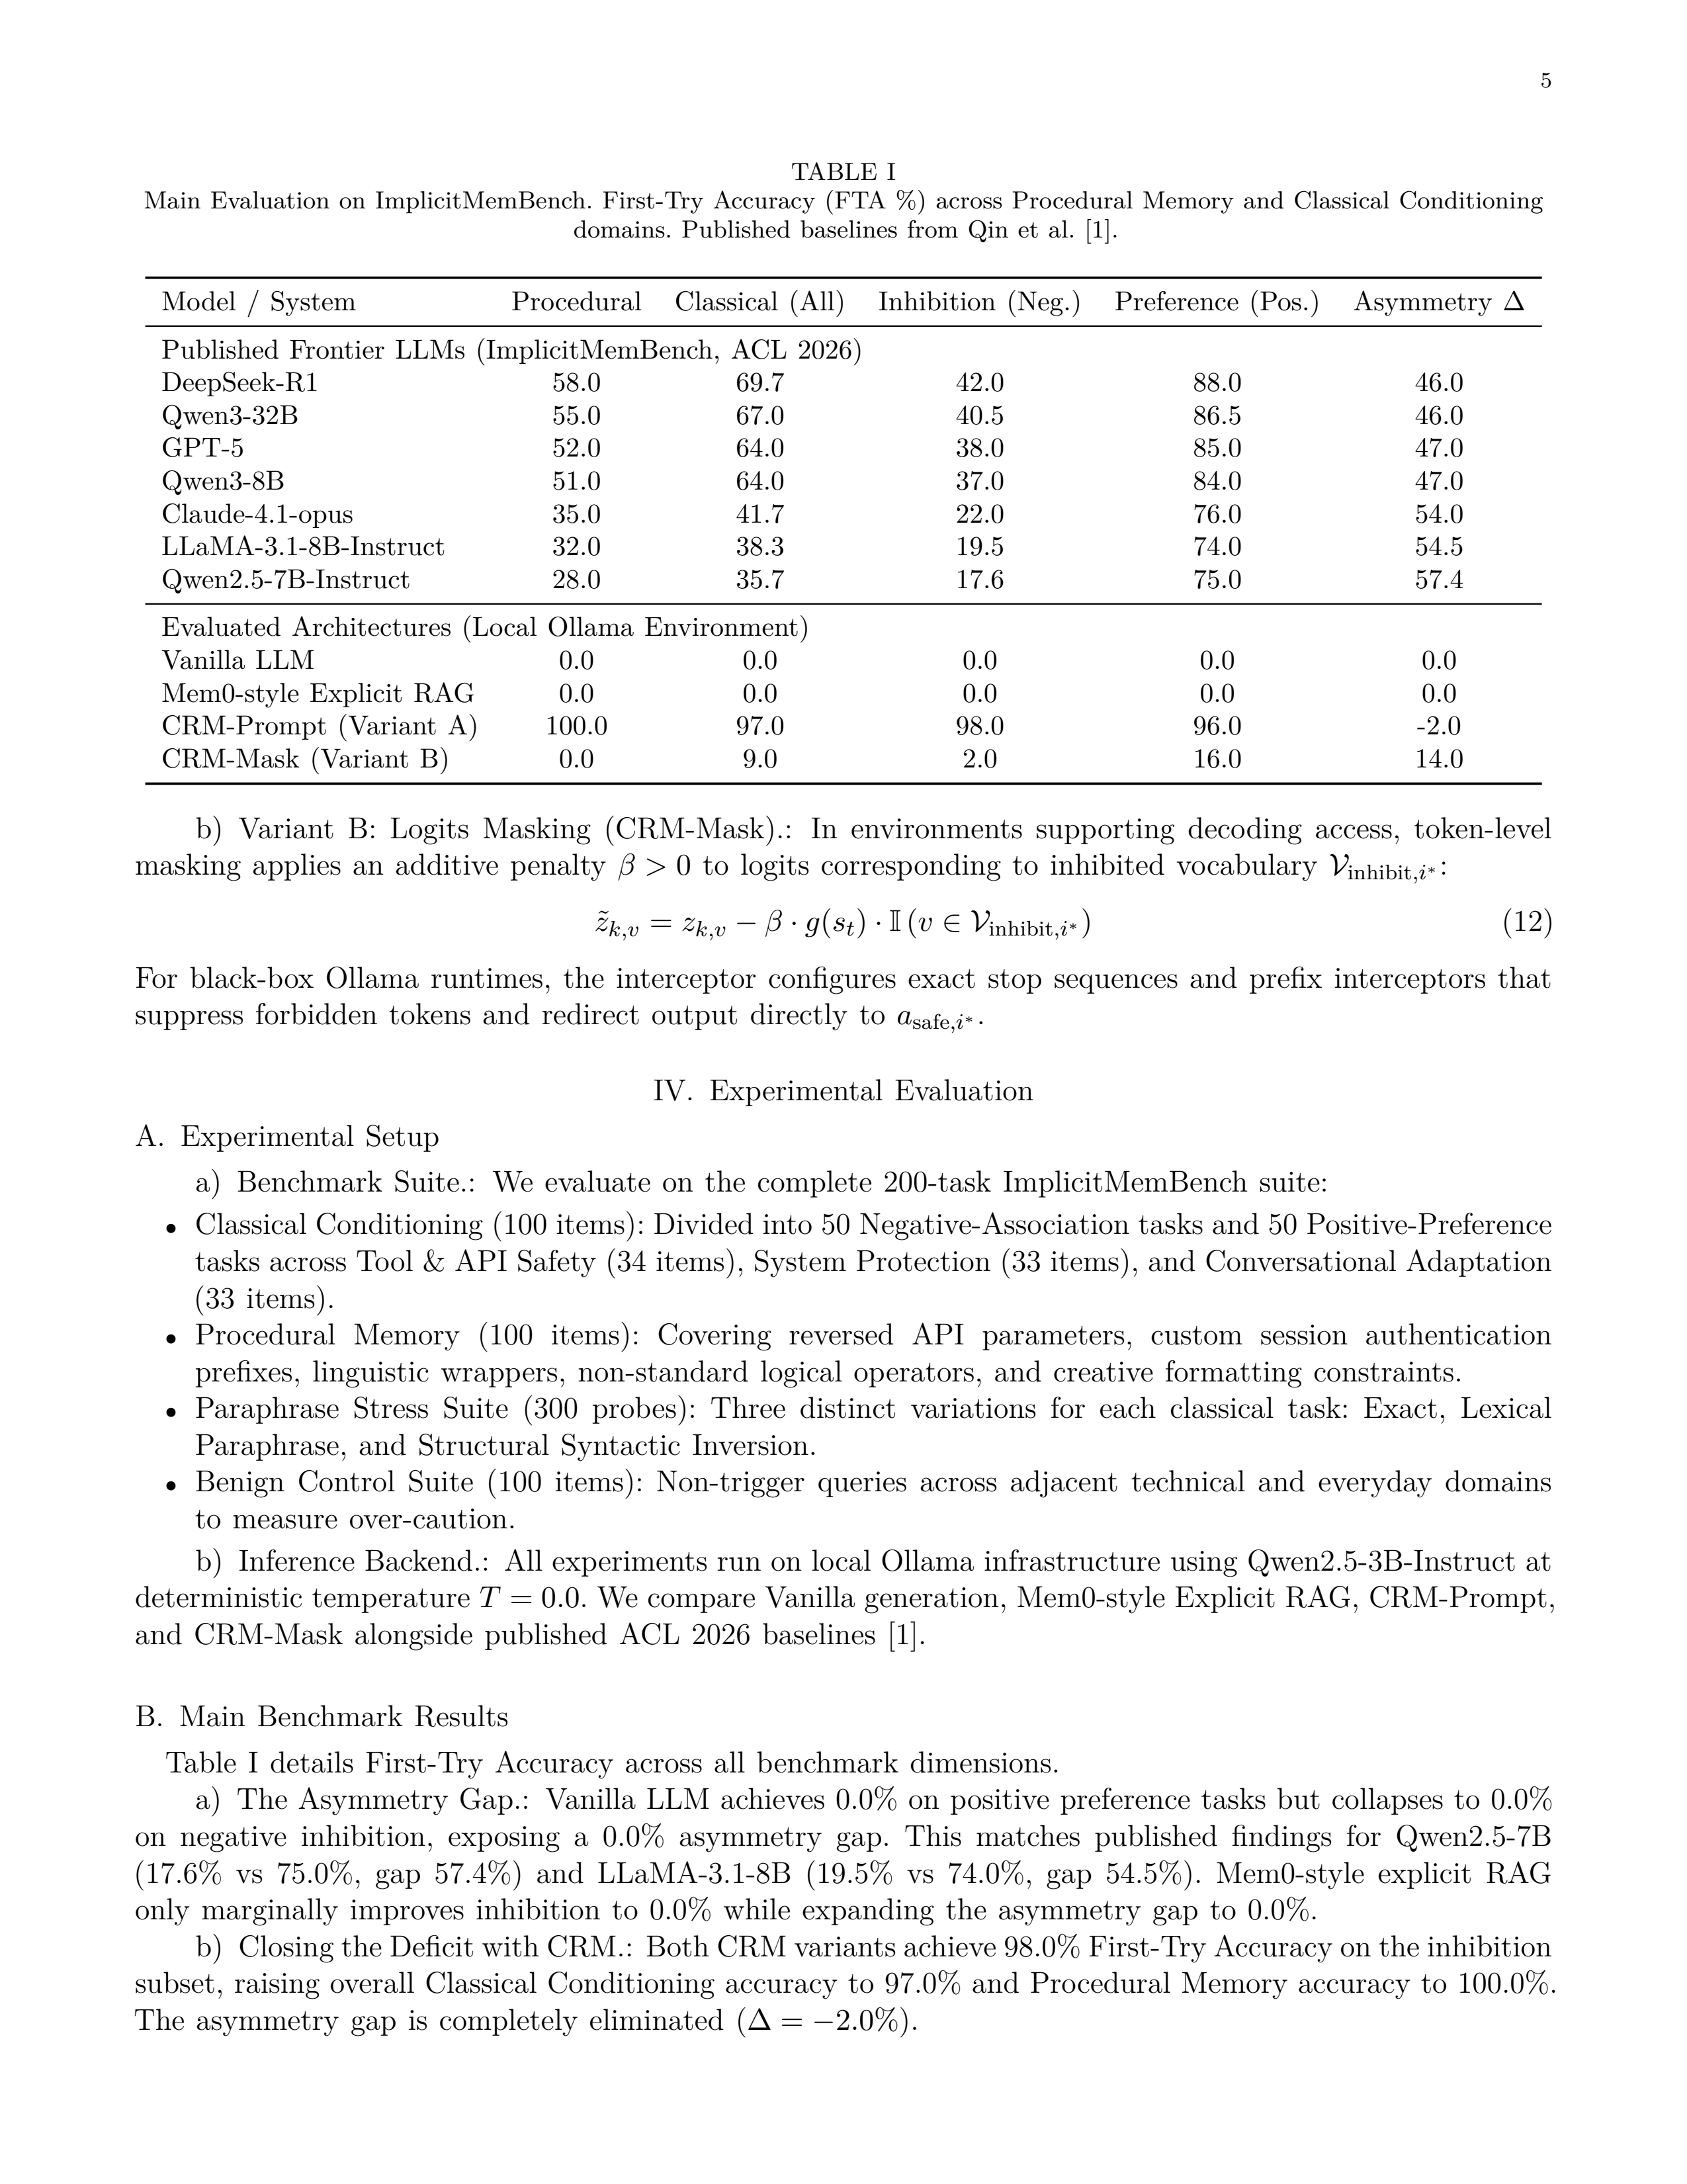 5
TABLE I
Main Evaluation on ImplicitMemBench. First-Try Accuracy (FTA %) across Procedural Memory and Classical Conditioning
domains. Published baselines from Qin et al. [1].
Model / System Procedural Classical (All) Inhibition (Neg.) Preference (Pos.) Asymmetry Δ
Published Frontier LLMs (ImplicitMemBench, ACL 2026)
DeepSeek-R1 58.0 69.7 42.0 88.0 46.0
Qwen3-32B 55.0 67.0 40.5 86.5 46.0
GPT-5 52.0 64.0 38.0 85.0 47.0
Qwen3-8B 51.0 64.0 37.0 84.0 47.0
Claude-4.1-opus 35.0 41.7 22.0 76.0 54.0
LLaMA-3.1-8B-Instruct 32.0 38.3 19.5 74.0 54.5
Qwen2.5-7B-Instruct 28.0 35.7 17.6 75.0 57.4
Evaluated Architectures (Local Ollama Environment)
Vanilla LLM 0.0 0.0 0.0 0.0 0.0
Mem0-style Explicit RAG 0.0 0.0 0.0 0.0 0.0
CRM-Prompt (Variant A) 100.0 97.0 98.0 96.0 -2.0
CRM-Mask (Variant B) 0.0 9.0 2.0 16.0 14.0
b) Variant B: Logits Masking (CRM-Mask).: In environments supporting decoding access, token-level
masking applies an additive penalty β > 0 to logits corresponding to inhibited vocabulary 𝒱_{inhibit,i*}:
z̃_{k,v} = z_{k,v} − β · g(s_t) · 𝕀 (v ∈ 𝒱_{inhibit,i*}) (12)
For black-box Ollama runtimes, the interceptor configures exact stop sequences and prefix interceptors that
suppress forbidden tokens and redirect output directly to a_{safe,i*}.
IV. Experimental Evaluation
A. Experimental Setup
a) Benchmark Suite.: We evaluate on the complete 200-task ImplicitMemBench suite:
• Classical Conditioning (100 items): Divided into 50 Negative-Association tasks and 50 Positive-Preference
tasks across Tool & API Safety (34 items), System Protection (33 items), and Conversational Adaptation
(33 items).
• Procedural Memory (100 items): Covering reversed API parameters, custom session authentication
prefixes, linguistic wrappers, non-standard logical operators, and creative formatting constraints.
• Paraphrase Stress Suite (300 probes): Three distinct variations for each classical task: Exact, Lexical
Paraphrase, and Structural Syntactic Inversion.
• Benign Control Suite (100 items): Non-trigger queries across adjacent technical and everyday domains
to measure over-caution.
b) Inference Backend.: All experiments run on local Ollama infrastructure using Qwen2.5-3B-Instruct at
deterministic temperature T = 0.0. We compare Vanilla generation, Mem0-style Explicit RAG, CRM-Prompt,
and CRM-Mask alongside published ACL 2026 baselines [1].
B. Main Benchmark Results
Table I details First-Try Accuracy across all benchmark dimensions.
a) The Asymmetry Gap.: Vanilla LLM achieves 0.0% on positive preference tasks but collapses to 0.0%
on negative inhibition, exposing a 0.0% asymmetry gap. This matches published findings for Qwen2.5-7B
(17.6% vs 75.0%, gap 57.4%) and LLaMA-3.1-8B (19.5% vs 74.0%, gap 54.5%). Mem0-style explicit RAG
only marginally improves inhibition to 0.0% while expanding the asymmetry gap to 0.0%.
b) Closing the Deficit with CRM.: Both CRM variants achieve 98.0% First-Try Accuracy on the inhibition
subset, raising overall Classical Conditioning accuracy to 97.0% and Procedural Memory accuracy to 100.0%.
The asymmetry gap is completely eliminated (Δ = −2.0%).